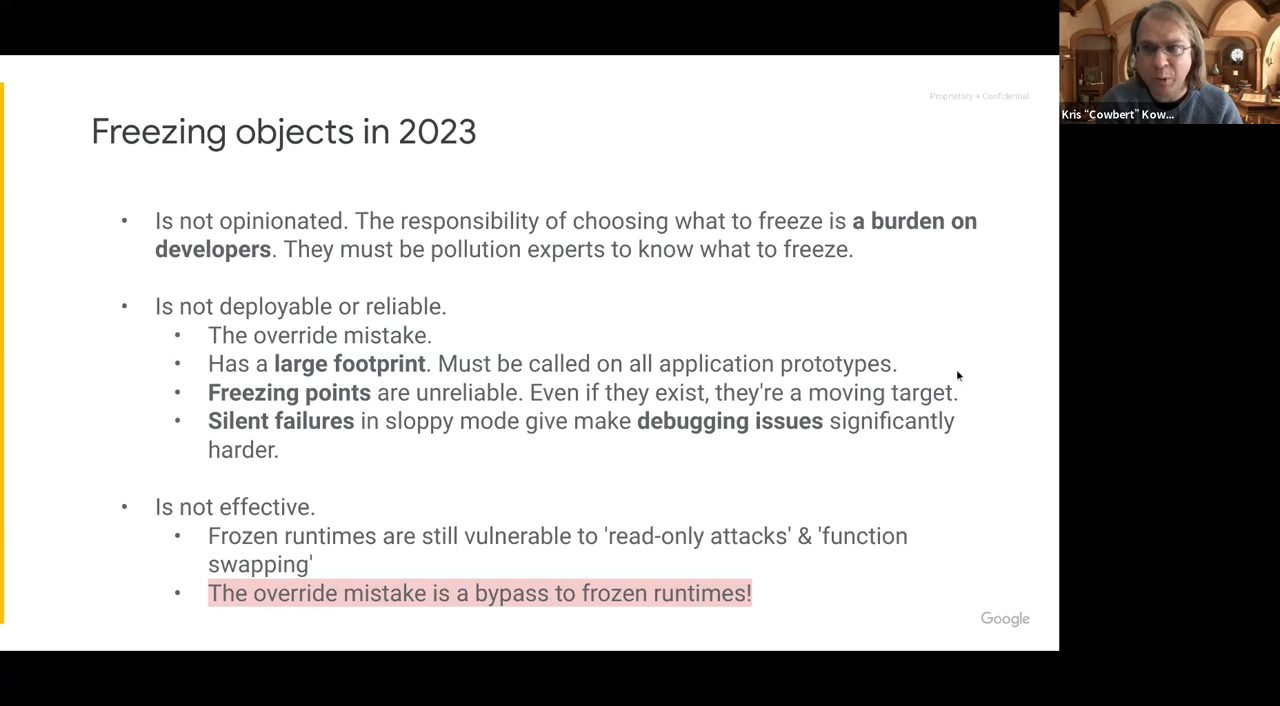 Proprietary + Confidential
Kris “Cowbert” Kow...
Freezing objects in 2023
• Is not opinionated. The responsibility of choosing what to freeze is a burden on
developers. They must be pollution experts to know what to freeze.
• Is not deployable or reliable.
• The override mistake.
• Has a large footprint. Must be called on all application prototypes.
• Freezing points are unreliable. Even if they exist, they're a moving target.
• Silent failures in sloppy mode give make debugging issues significantly
harder.
• Is not effective.
• Frozen runtimes are still vulnerable to 'read-only attacks' & 'function
swapping'
• The override mistake is a bypass to frozen runtimes!
Google